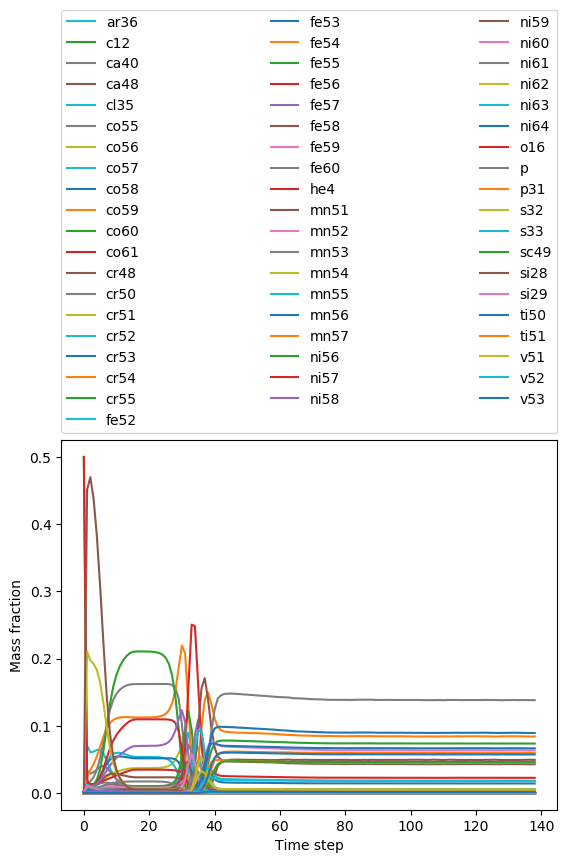 ar36
c12
ca40
ca48
cl35
co55
co56
co57
co58
co59
co60
co61
cr48
cr50
cr51
cr52
cr53
cr54
cr55
fe52
fe53
fe54
fe55
fe56
fe57
fe58
fe59
fe60
he4
mn51
mn52
mn53
mn54
mn55
mn56
mn57
ni56
ni57
ni58
ni59
ni60
ni61
ni62
ni63
ni64
o16
p
p31
s32
s33
sc49
si28
si29
ti50
ti51
v51
v52
v53
0.5
0.4
0.3
0.2
0.1
0.0
Mass fraction
0 20 40 60 80 100 120 140
Time step